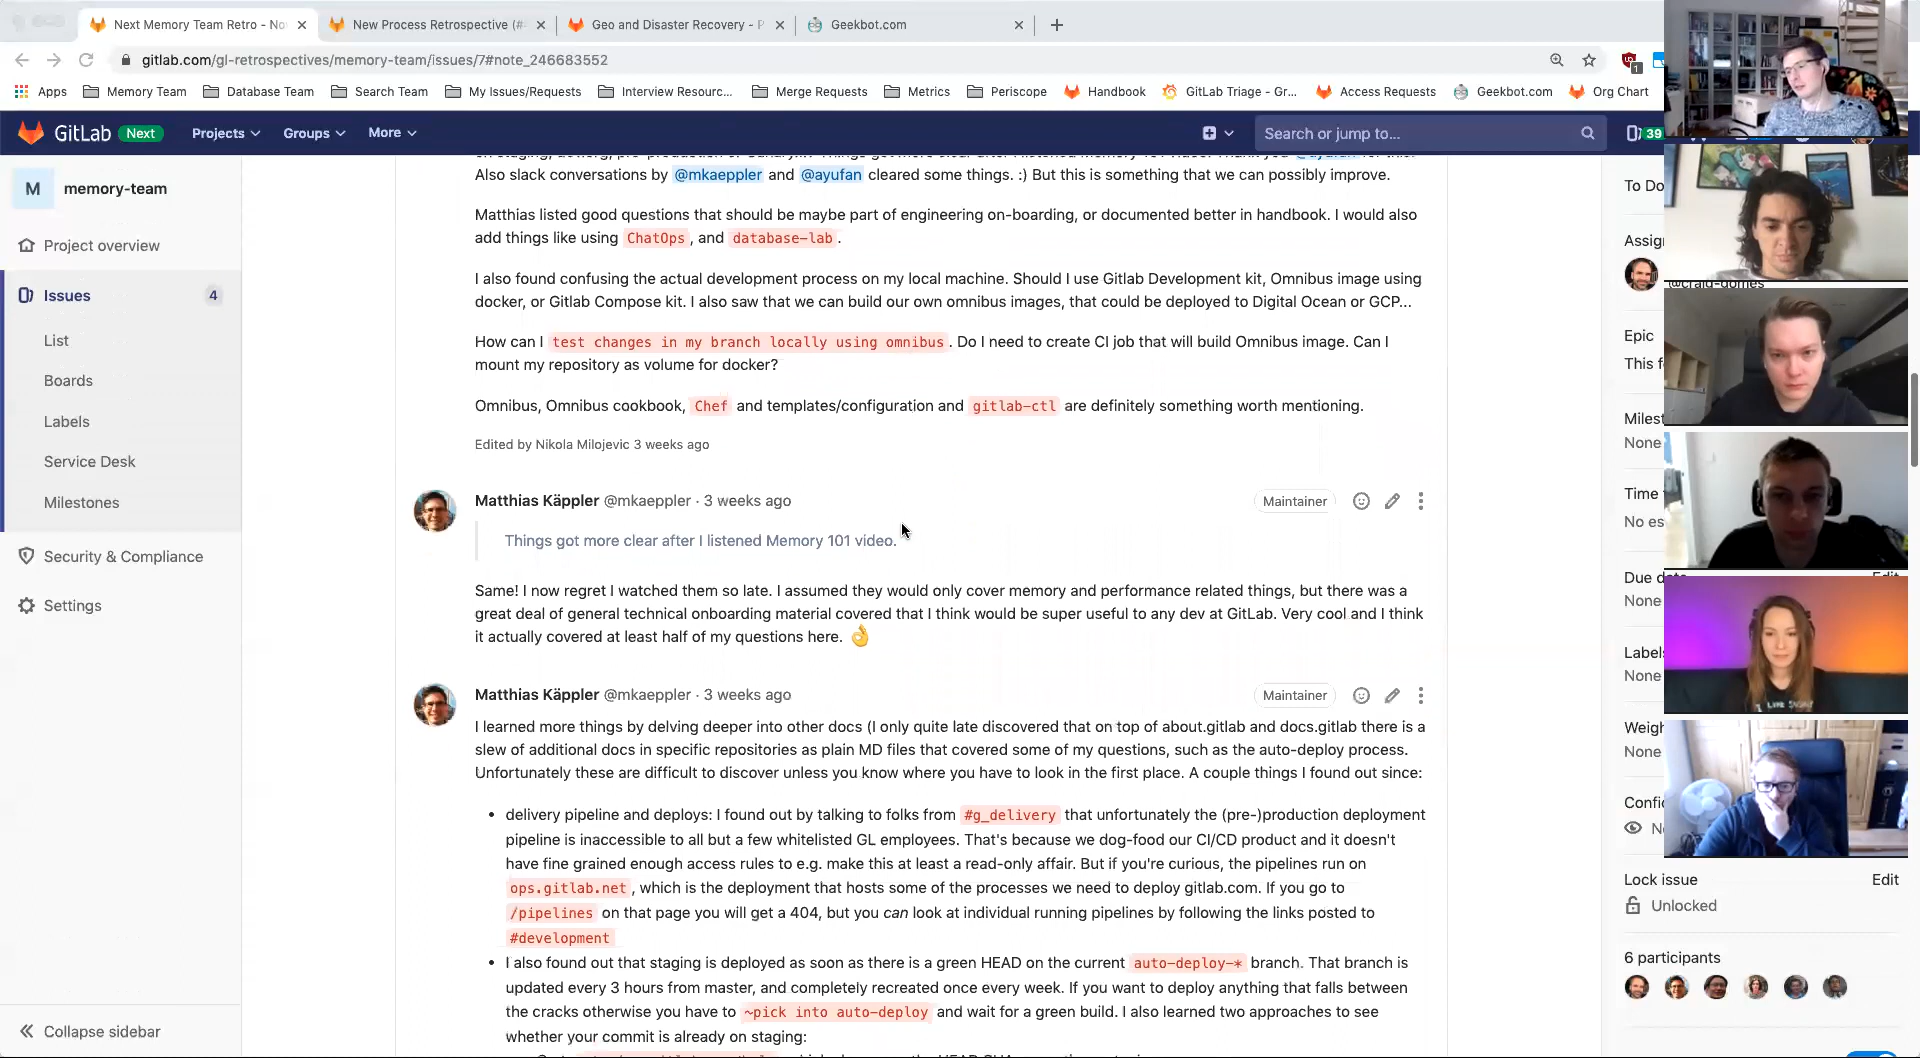 Next Memory Team Retro - No
New Process Retrospective (#
Geo and Disaster Recovery - P
Geekbot.com
gitlab.com/gl-retrospectives/memory-team/issues/7#note_246683552
1
Apps
Memory Team
Database Team
Search Team
My Issues/Requests
Interview Resourc...
Merge Requests
Metrics
Periscope
Handbook
GitLab Triage - Gr...
Access Requests
Geekbot.com
Org Chart
GitLab Next
Projects
Groups
More
Search or jump to...
39
M memory-team
Project overview
Issues 4
List
Boards
Labels
Service Desk
Milestones
Security & Compliance
Settings
Collapse sidebar
Also slack conversations by @mkaeppler and @ayufan cleared some things. :) But this is something that we can possibly improve.
Matthias listed good questions that should be maybe part of engineering on-boarding, or documented better in handbook. I would also
add things like using ChatOps, and database-lab.
I also found confusing the actual development process on my local machine. Should I use Gitlab Development kit, Omnibus image using
docker, or Gitlab Compose kit. I also saw that we can build our own omnibus images, that could be deployed to Digital Ocean or GCP...
How can I test changes in my branch locally using omnibus. Do I need to create CI job that will build Omnibus image. Can I
mount my repository as volume for docker?
Omnibus, Omnibus cookbook, Chef and templates/configuration and gitlab-ctl are definitely something worth mentioning.
Edited by Nikola Milojevic 3 weeks ago
Matthias Käppler @mkaeppler · 3 weeks ago
Maintainer
Things got more clear after I listened Memory 101 video.
Same! I now regret I watched them so late. I assumed they would only cover memory and performance related things, but there was a
great deal of general technical onboarding material covered that I think would be super useful to any dev at GitLab. Very cool and I think
it actually covered at least half of my questions here. 👌
Matthias Käppler @mkaeppler · 3 weeks ago
Maintainer
I learned more things by delving deeper into other docs (I only quite late discovered that on top of about.gitlab and docs.gitlab there is a
slew of additional docs in specific repositories as plain MD files that covered some of my questions, such as the auto-deploy process.
Unfortunately these are difficult to discover unless you know where you have to look in the first place. A couple things I found out since:
• delivery pipeline and deploys: I found out by talking to folks from #g_delivery that unfortunately the (pre-)production deployment
pipeline is inaccessible to all but a few whitelisted GL employees. That's because we dog-food our CI/CD product and it doesn't
have fine grained enough access rules to e.g. make this at least a read-only affair. But if you're curious, the pipelines run on
ops.gitlab.net, which is the deployment that hosts some of the processes we need to deploy gitlab.com. If you go to
/pipelines on that page you will get a 404, but you can look at individual running pipelines by following the links posted to
#development
• I also found out that staging is deployed as soon as there is a green HEAD on the current auto-deploy-* branch. That branch is
updated every 3 hours from master, and completely recreated once every week. If you want to deploy anything that falls between
the cracks otherwise you have to ~pick into auto-deploy and wait for a green build. I also learned two approaches to see
whether your commit is already on staging:
To Do
Assig
@craig-gomes
Epic
This f
Milest
None
Time
No es
Due date
Edit
None
Labels
None
Weigh
None
Confi
Lock issue
Edit
Unlocked
6 participants